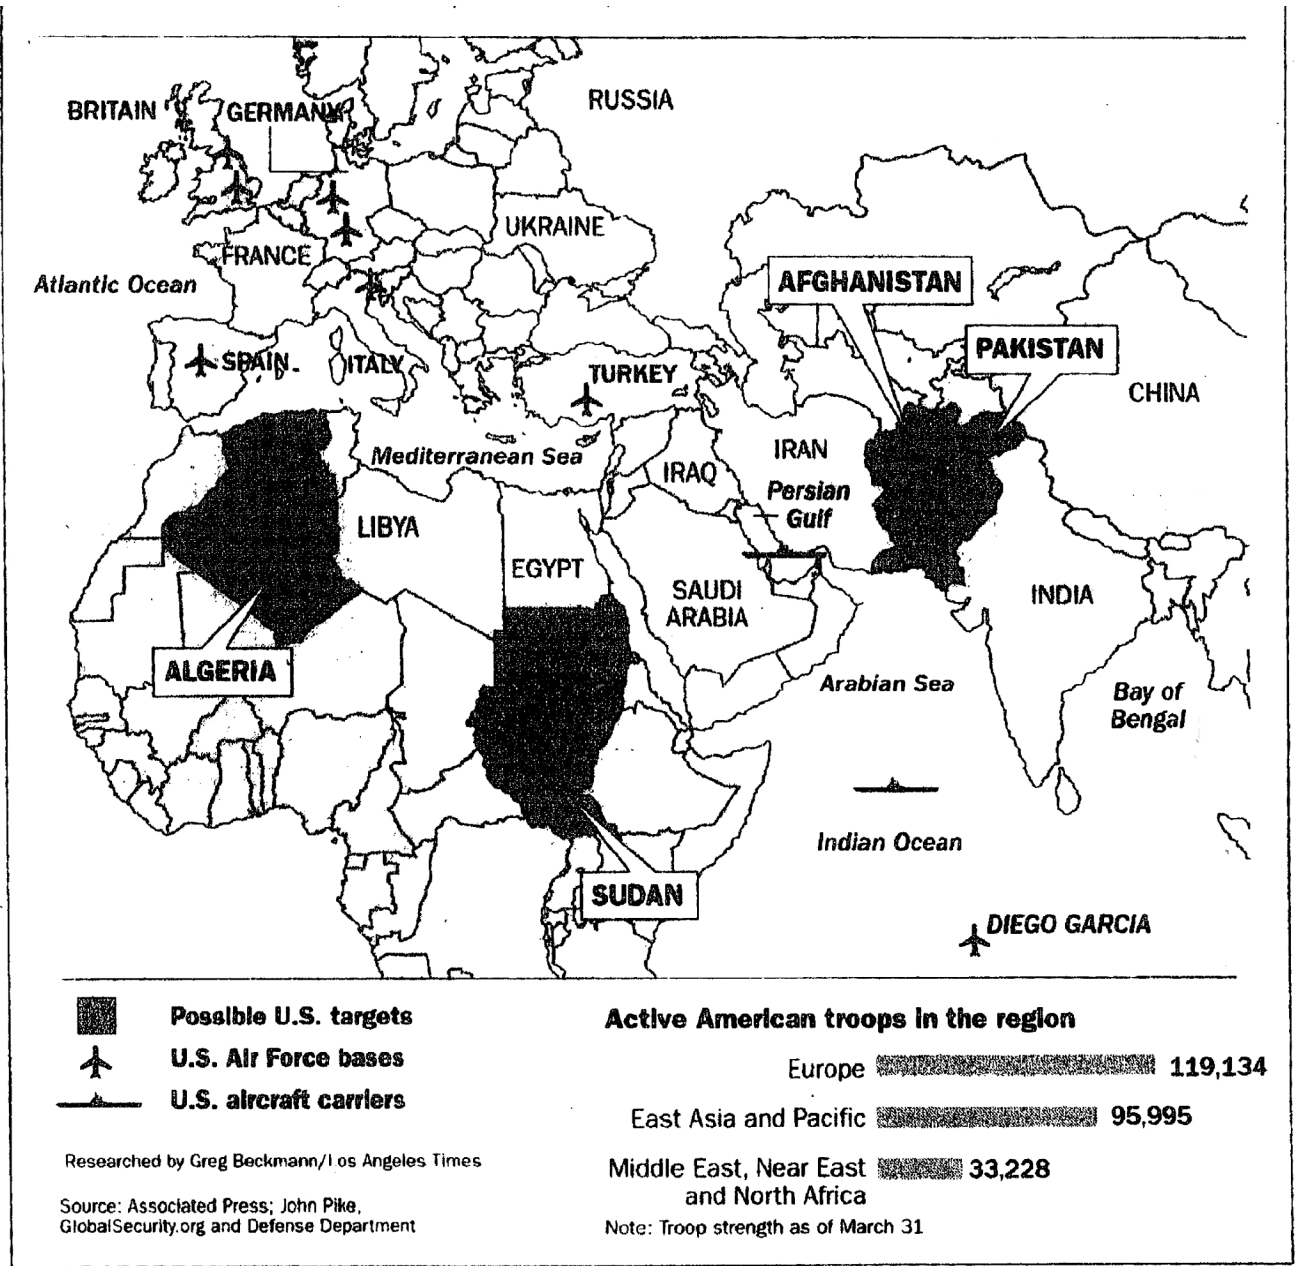 RUSSIA
BRITAIN
GERMANY
UKRAINE
FRANCE
Atlantic Ocean
AFGHANISTAN
PAKISTAN
SPAIN
ITALY
TURKEY
CHINA
Mediterranean Sea
IRAN
IRAQ
Persian
Gulf
LIBYA
EGYPT
SAUDI
ARABIA
INDIA
ALGERIA
Arabian Sea
Bay of
Bengal
Indian Ocean
SUDAN
DIEGO GARCIA
Possible U.S. targets
U.S. Air Force bases
U.S. aircraft carriers
Researched by Greg Beckmann/Los Angeles Times
Source: Associated Press; John Pike,
GlobalSecurity.org and Defense Department
Active American troops in the region
Europe 119,134
East Asia and Pacific 95,995
Middle East, Near East 33,228
and North Africa
Note: Troop strength as of March 31